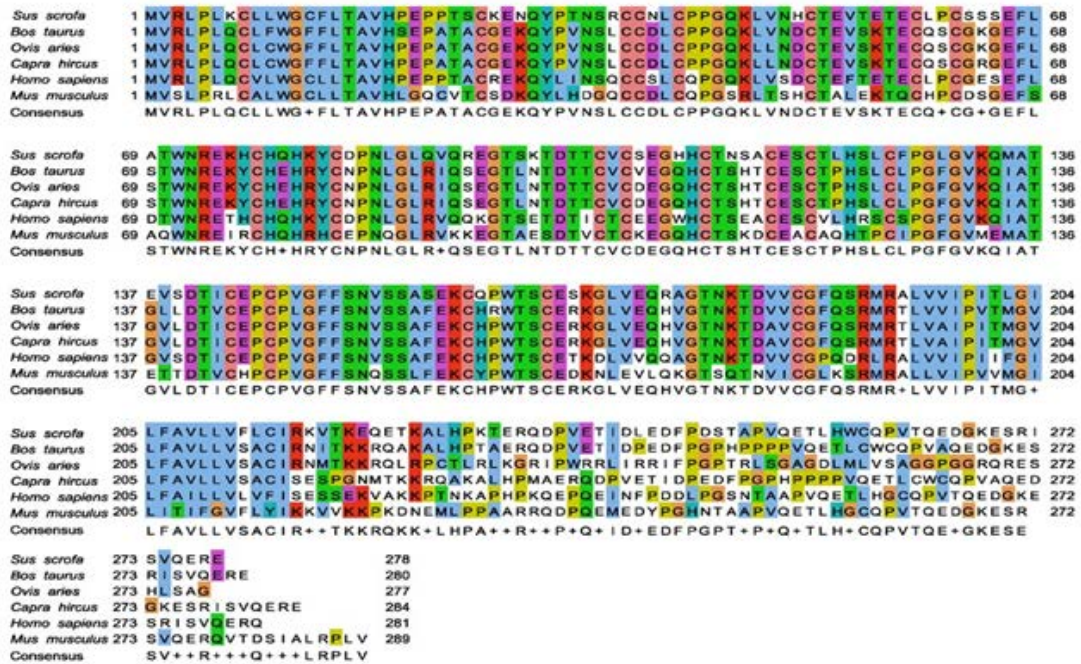 Sus scrofa 1 MVRLPLKCLLWGCFLTAVHPEPPTSCKENQYPTNSRCCNLCPPGQKLVNHCTEVTETECLPCSSSEFL 68
Bos taurus 1 MVRLPLQCLFWGFFLTAVHSEPATACGEKQYPVNSLCCDLCPPGQKLVNDCTEVSKTECQSCGKGEFL 68
Ovis aries 1 MVRLPLQCLLWGFFLTAVHPEPATACGEKQYPVNSLCCDLCPPGQKLVNDCTEVSKTECQSCGKGEFL 68
Capra hircus 1 MVRLPLQCLLWGFFLTAVHPEPATACGEKQYPVNSLCCDLCPPGQKLVSDCTEVSKTECQSCGRGEFL 68
Homo sapiens 1 MVRLPLQCVLWGCLLTAVHPEPPTACREKQYLINSQCCSLCQPGQKLVSDCTEFTETECLPCGESEFL 68
Mus musculus 1 MVSLPRLCALWGCLLTAVHLGQCVTCSDKQYLHDGQCCDLCQPGSRLTSHCTALEKTQCHPCDSGEFS 68
Consensus MVRLPLQCLLWG+FLTAVHPEPATACGEKQYPVNSLCCDLCPPGQKLVNDCTEVSKTECQ+CG+GEFL
Sus scrofa 69 ATWNREKHCHQHKYCDPNLGLQVQREGTSKTDTTCVCSEGHHCTNSACESCTLHSLCFPGLGVKQMAT 136
Bos taurus 69 STWNREKYCHEHRYCNPNLGLRIQSEGTLNTDTTCVCVEGQHCTSHTCESCTPHSLCLPGFGVKQIAT 136
Ovis aries 69 STWNREKYCHEHRYCNPNLGLRIQSEGTLNTDTTCVCDEGQHCTSHTCESCTPHSLCLPGFGVKQIAT 136
Capra hircus 69 STWNREKYCHEHRYCNPNLGLRIQSEGTLNTDTTCVCDEGQHCTSHTCESCTPHSLCLPGFGVKQIAT 136
Homo sapiens 69 DTWNRETHCHQHKYCDPNLGLRVQQKGTSETDTICTCEEGWHCTSEACESCVLHRSCSPGFGVKQIAT 136
Mus musculus 69 AQWNREIRCHQHRHCEPNQGLRVKKEGTAESDTVCTCKEGQHCTSKDCEACAQHTPCIPGFGVMEMAT 136
Consensus STWNREKYCH+HRYCNPNLGLR+QSEGTLNTDTTCVCDEGQHCTSHTCESCTPHSLCLPGFGVKQIAT
Sus scrofa 137 EVSDTICEPCPVGFFSNVSSASEKCQPWTSCESKGLVEQRAGTNKTDVVCGFQSRMRALVVIPITLGI 204
Bos taurus 137 GLLDTVCEPCPLGFFSNVSSAFEKCHRWTSCERKGLVEQHVGTNKTDVVCGFQSRMRTLVVIPVTMGV 204
Ovis aries 137 GVLDTICEPCPVGFFSNVSSAFEKCHPWTSCERKGLVEQHVGTNKTDAVCGFQSRMRTLVAIPITMGV 204
Capra hircus 137 GVLDTICEPCPVGFFSNVSSAFEKCHPWTSCERKGLVEQHVGTNKTDAVCGFQSRMRTLVAIPITMGV 204
Homo sapiens 137 GVSDTICEPCPVGFFSNVSSAFEKCHPWTSCETKDLVVQQAGTNKTDVVCGPQDRLRALVVIPIIFGI 204
Mus musculus 137 ETTDTVCHPCPVGFFSNQSSLFEKCYPWTSCEDKNLEVLQKGTSQTNVICGLKSRMRALLVIPVVMGI 204
Consensus GVLDTICEPCPVGFFSNVSSAFEKCHPWTSCERKGLVEQHVGTNKTDVVCGFQSRMR+LVVIPITMG+
Sus scrofa 205 LFAVLLVFLCIRKVTKEQETKALHPKTERQDPVETIDLEDFPDSTAPVQETLHWCQPVTQEDGKESRI 272
Bos taurus 205 LFAVLLVSACIRNITKKRQAKALHPTAERQDPVETIDPEDFPGPHPPPPVQETLCWCQPVAQEDGKES 272
Ovis aries 205 LFAVLLVSACIRNMTKKRQLRPCTLRLKGRIPWRRLIRRIFPGPTRLSGAGDLMLVSAGGPGGRQRES 272
Capra hircus 205 LFAVLLVSACISESPGNMTKKRQAKALHPMAERQDPVETIDPEDFPGPHPPPPVQETLCWCQPVAQED 272
Homo sapiens 205 LFAILLVLVFISESSEKVAKKPTNKAPHPKQEPQEINFPDDLPGSNTAAPVQETLHGCQPVTQEDGKE 272
Mus musculus 205 LITIFGVFLYIKKVVKKPKDNEMLPPAARRQDPQEMEDYPGHNTAAPVQETLHGCQPVTQEDGKESR 272
Consensus LFAVLLVSACIR++TKKRQKK+LHPA++R++P+Q+ID+EDFPGPT+P+Q+TLH+CQPVTQE+GKESE
Sus scrofa 273 SVQERE 278
Bos taurus 273 RISVQERE 280
Ovis aries 273 HLSAG 277
Capra hircus 273 GKESRISVQERE 284
Homo sapiens 273 SRISVQERQ 281
Mus musculus 273 SVQERQVTDSIALRPLV 289
Consensus SV++R+++Q+++LRPLV